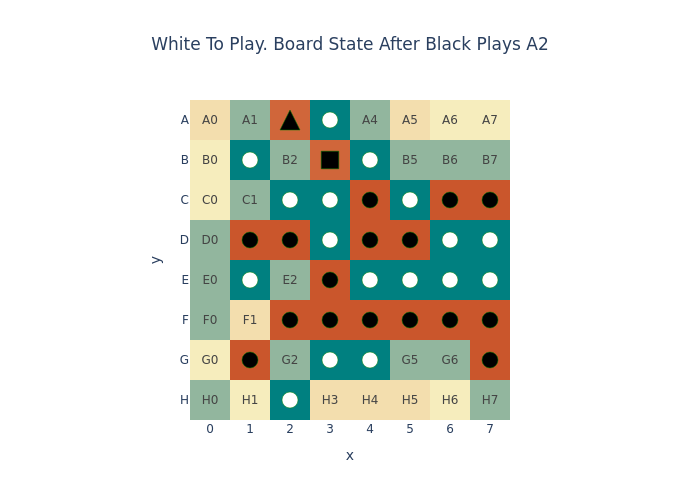 White To Play. Board State After Black Plays A2
A A0 A1 A4 A5 A6 A7
B B0 B2 B5 B6 B7
C C0 C1
D D0
y
E E0 E2
F F0 F1
G G0 G2 G5 G6
H H0 H1 H3 H4 H5 H6 H7
0 1 2 3 4 5 6 7
x